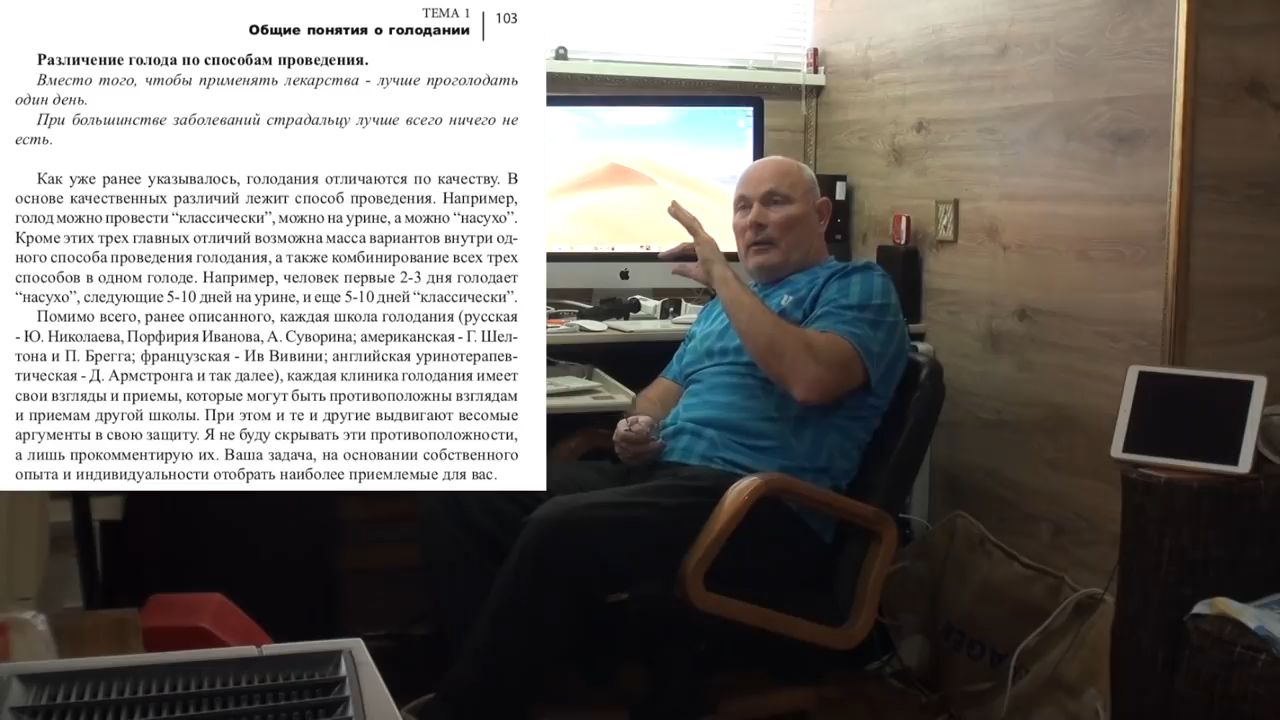 ТЕМА 1
Общие понятия о голодании
103
Различение голода по способам проведения.
Вместо того, чтобы применять лекарства - лучше проголодать
один день.
При большинстве заболеваний страдальцу лучше всего ничего не
есть.
Как уже ранее указывалось, голодания отличаются по качеству. В
основе качественных различий лежит способ проведения. Например,
голод можно провести “классически”, можно на урине, а можно “насухо”.
Кроме этих трех главных отличий возможна масса вариантов внутри од-
ного способа проведения голодания, а также комбинирование всех трех
способов в одном голоде. Например, человек первые 2-3 дня голодает
“насухо”, следующие 5-10 дней на урине, и еще 5-10 дней “классически”.
Помимо всего, ранее описанного, каждая школа голодания (русская
- Ю. Николаева, Порфирия Иванова, А. Суворина; американская - Г. Шел-
тона и П. Брегга; французская - Ив Вивини; английская уринотерапев-
тическая - Д. Армстронга и так далее), каждая клиника голодания имеет
свои взгляды и приемы, которые могут быть противоположны взглядам
и приемам другой школы. При этом и те и другие выдвигают весомые
аргументы в свою защиту. Я не буду скрывать эти противоположности,
а лишь прокомментирую их. Ваша задача, на основании собственного
опыта и индивидуальности отобрать наиболее приемлемые для вас.